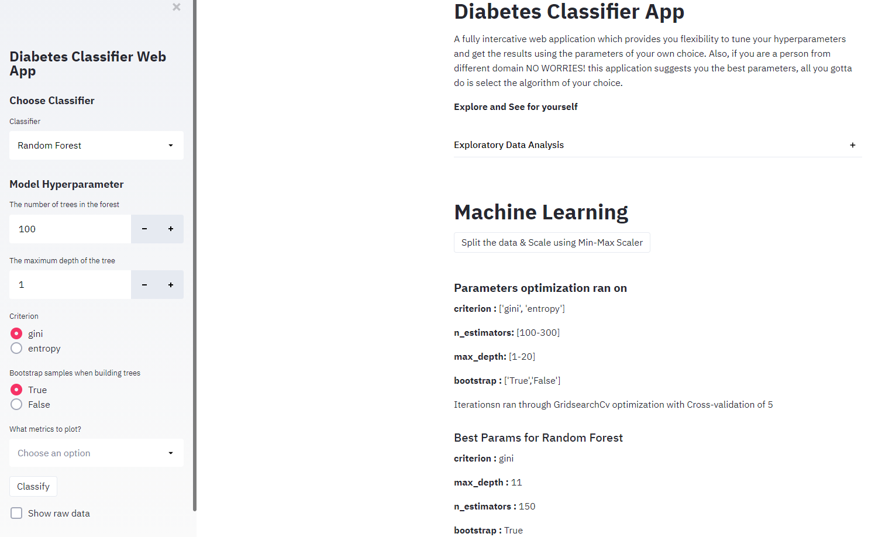 ×
Diabetes Classifier Web
App
Choose Classifier
Classifier
Random Forest
Model Hyperparameter
The number of trees in the forest
100 - +
The maximum depth of the tree
1 - +
Criterion
gini
entropy
Bootstrap samples when building trees
True
False
What metrics to plot?
Choose an option
Classify
Show raw data
Diabetes Classifier App
A fully intercative web application which provides you flexibility to tune your hyperparameters
and get the results using the parameters of your own choice. Also, if you are a person from
different domain NO WORRIES! this application suggests you the best parameters, all you gotta
do is select the algorithm of your choice.
Explore and See for yourself
Exploratory Data Analysis +
Machine Learning
Split the data & Scale using Min-Max Scaler
Parameters optimization ran on
criterion : ['gini', 'entropy']
n_estimators: [100-300]
max_depth: [1-20]
bootstrap : ['True','False']
Iterationsn ran through GridsearchCv optimization with Cross-validation of 5
Best Params for Random Forest
criterion : gini
max_depth : 11
n_estimators : 150
bootstrap : True